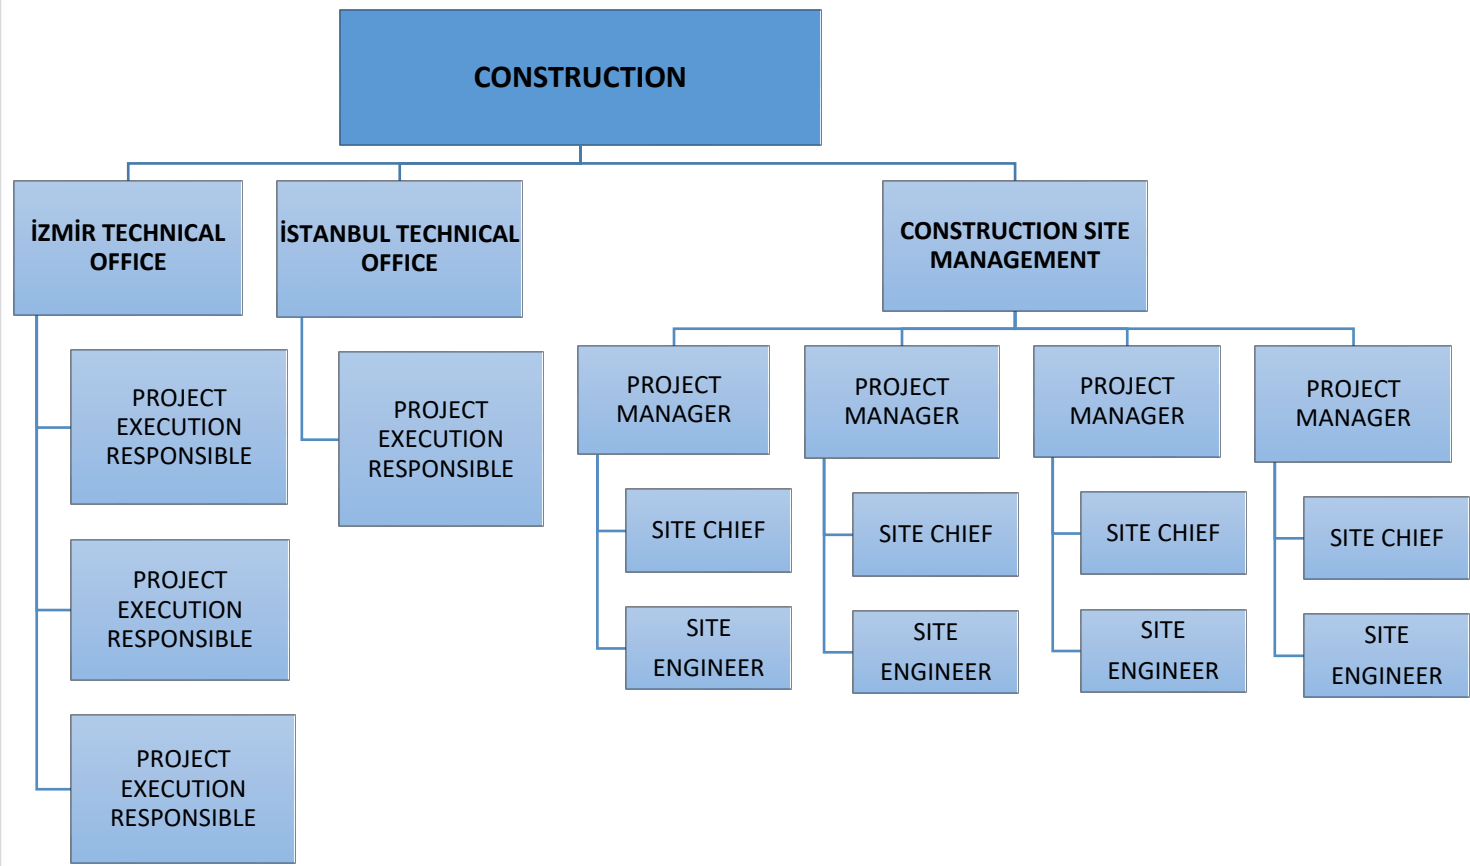 CONSTRUCTION
İZMİR TECHNICAL
OFFICE
İSTANBUL TECHNICAL
OFFICE
CONSTRUCTION SITE
MANAGEMENT
PROJECT
EXECUTION
RESPONSIBLE
PROJECT
EXECUTION
RESPONSIBLE
PROJECT
EXECUTION
RESPONSIBLE
PROJECT
EXECUTION
RESPONSIBLE
PROJECT
MANAGER
SITE CHIEF
SITE
ENGINEER
PROJECT
MANAGER
SITE CHIEF
SITE
ENGINEER
PROJECT
MANAGER
SITE CHIEF
SITE
ENGINEER
PROJECT
MANAGER
SITE CHIEF
SITE
ENGINEER